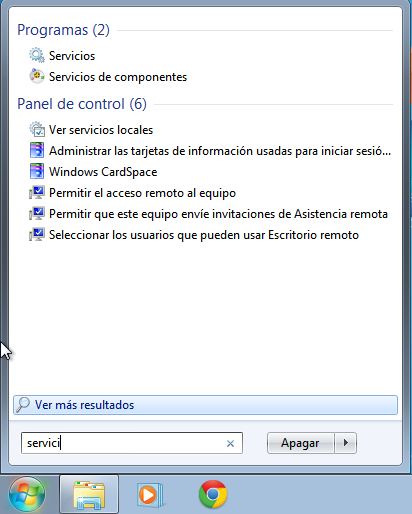 Programas (2)
Servicios
Servicios de componentes
Panel de control (6)
Ver servicios locales
Administrar las tarjetas de información usadas para iniciar sesió...
Windows CardSpace
Permitir el acceso remoto al equipo
Permitir que este equipo envíe invitaciones de Asistencia remota
Seleccionar los usuarios que pueden usar Escritorio remoto
Ver más resultados
servici
Apagar